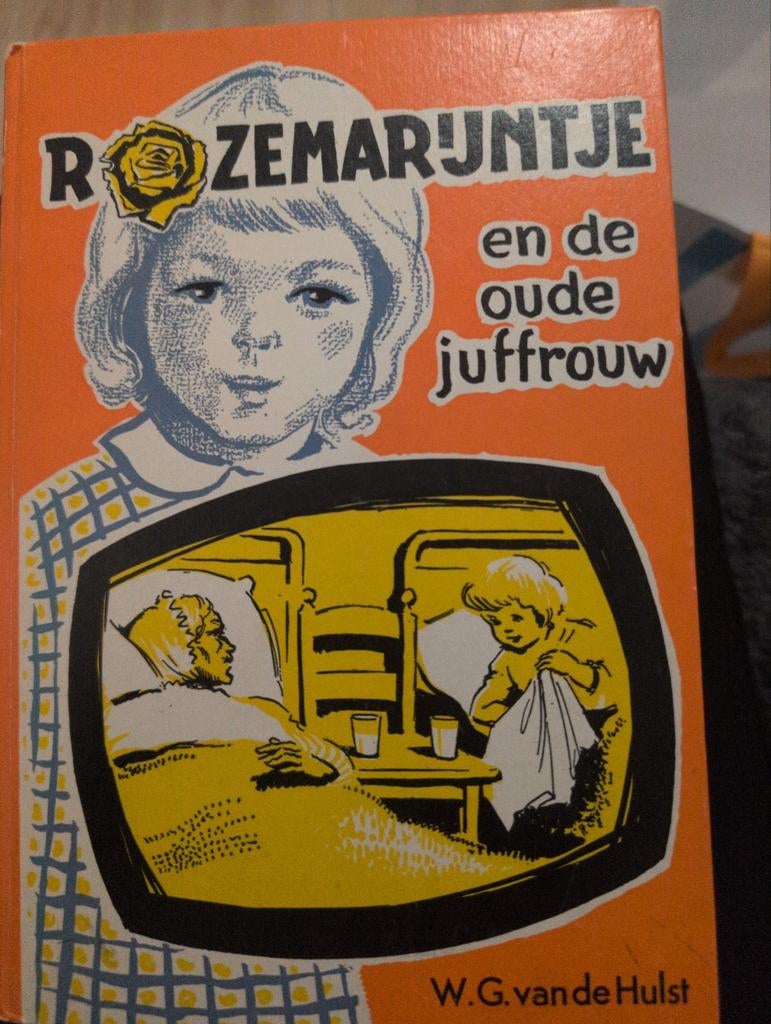 ROZEMARIJNTJE
en de
oude
juffrouw
W.G. van de Hulst